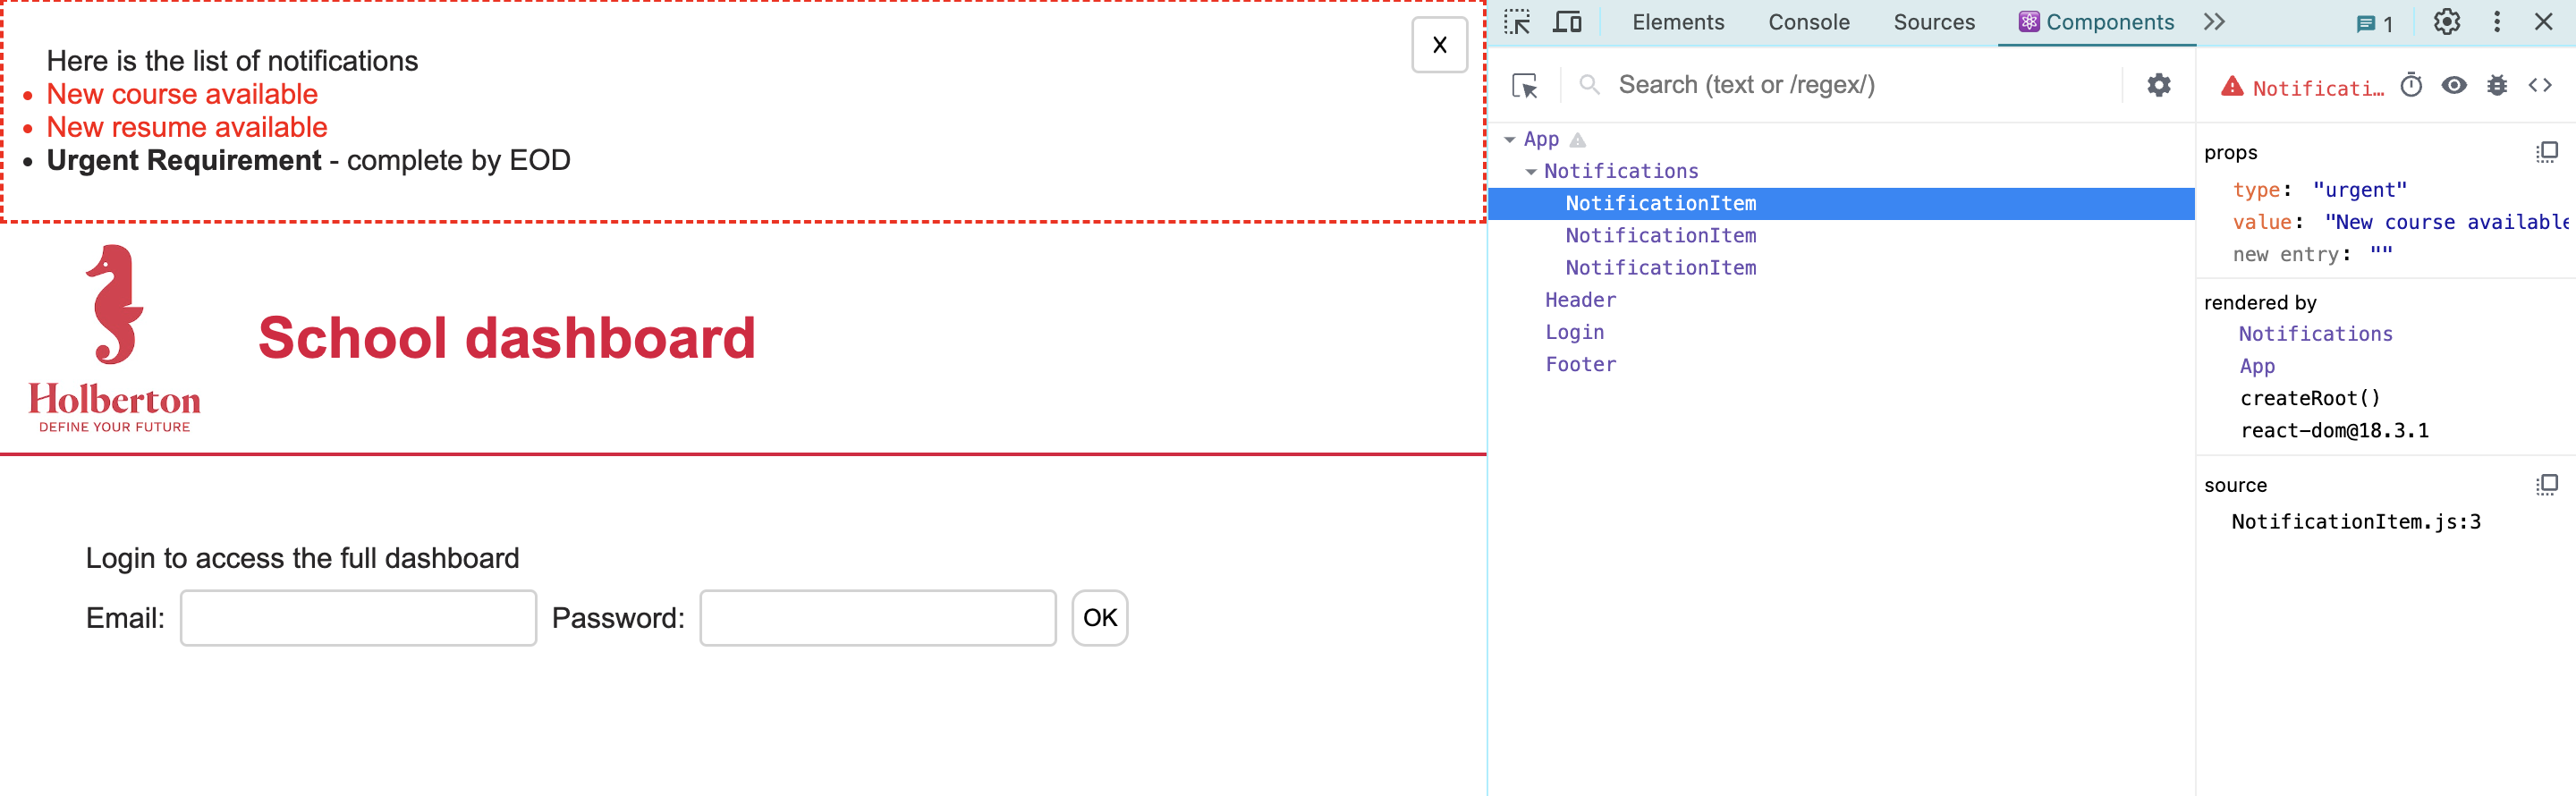 Here is the list of notifications
New course available
New resume available
Urgent Requirement - complete by EOD
X
Holberton
DEFINE YOUR FUTURE
School dashboard
Login to access the full dashboard
Email: Password: OK
Elements Console Sources Components 1
Search (text or /regex/)
App
Notifications
NotificationItem
NotificationItem
NotificationItem
Header
Login
Footer
Notificati…
props
type: "urgent"
value: "New course available
new entry: ""
rendered by
Notifications
App
createRoot()
react-dom@18.3.1
source
NotificationItem.js:3